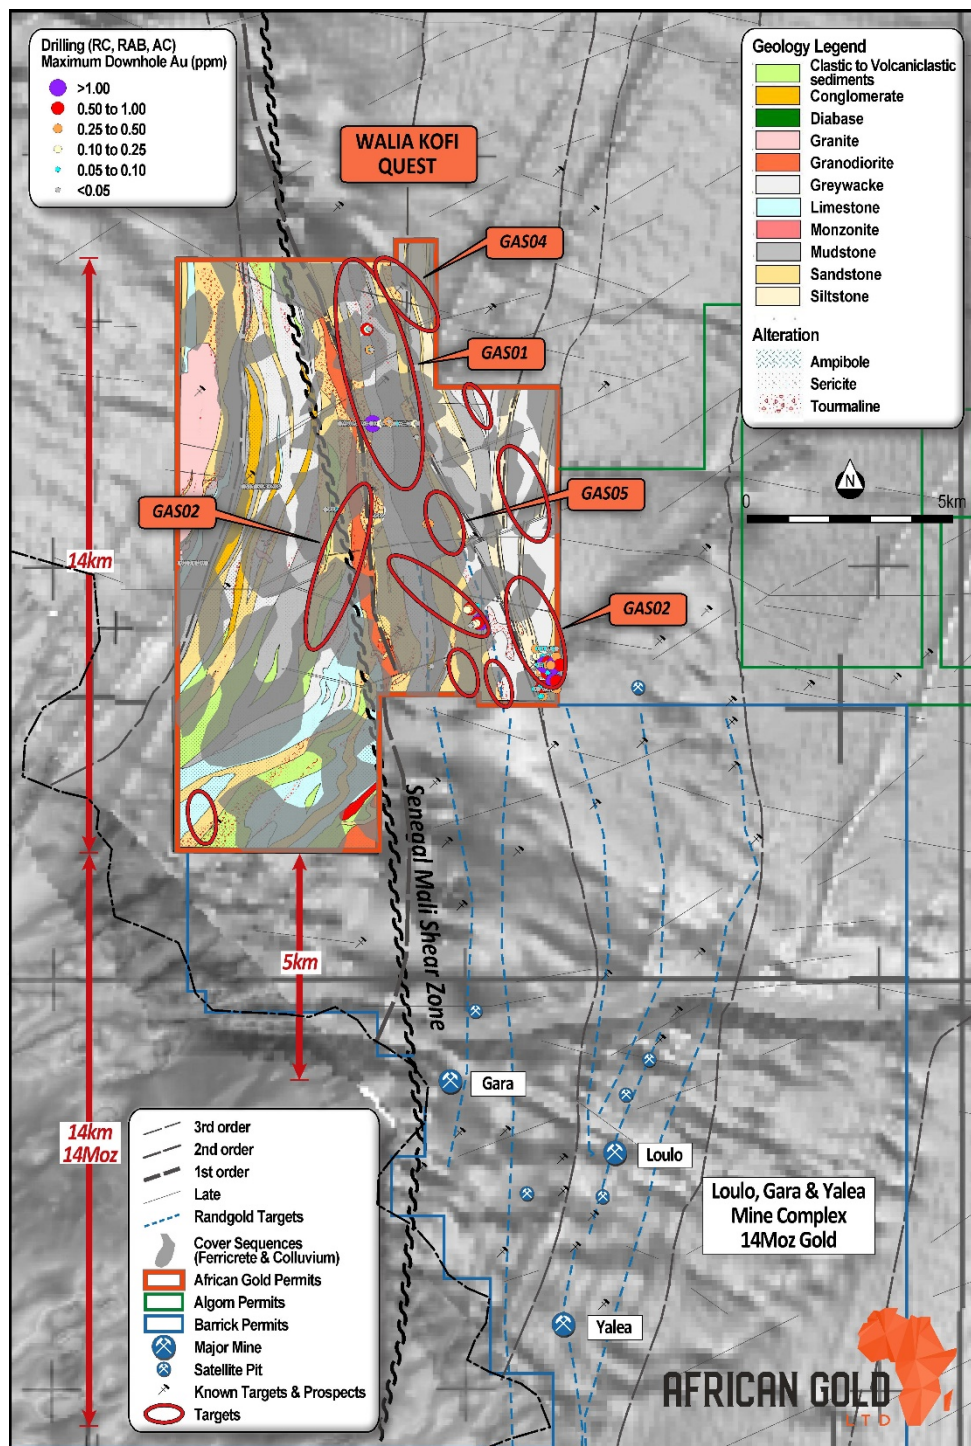 Drilling (RC, RAB, AC)
Maximum Downhole Au (ppm)
>1.00
0.50 to 1.00
0.25 to 0.50
0.10 to 0.25
0.05 to 0.10
<0.05
WALIA KOFI
QUEST
Geology Legend
Clastic to Volcaniclastic
sediments
Conglomerate
Diabase
Granite
Granodiorite
Greywacke
Limestone
Monzonite
Mudstone
Sandstone
Siltstone
Alteration
Ampibole
Sericite
Tourmaline
GAS04
GAS01
GAS05
GAS02
GAS02
N
0
5km
14km
5km
14km
14Moz
Senegal Mali Shear Zone
Gara
Loulo
Yalea
Loulo, Gara & Yalea
Mine Complex
14Moz Gold
3rd order
2nd order
1st order
Late
Randgold Targets
Cover Sequences
(Ferricrete & Colluvium)
African Gold Permits
Algom Permits
Barrick Permits
Major Mine
Satellite Pit
Known Targets & Prospects
Targets
AFRICAN GOLD
LTD